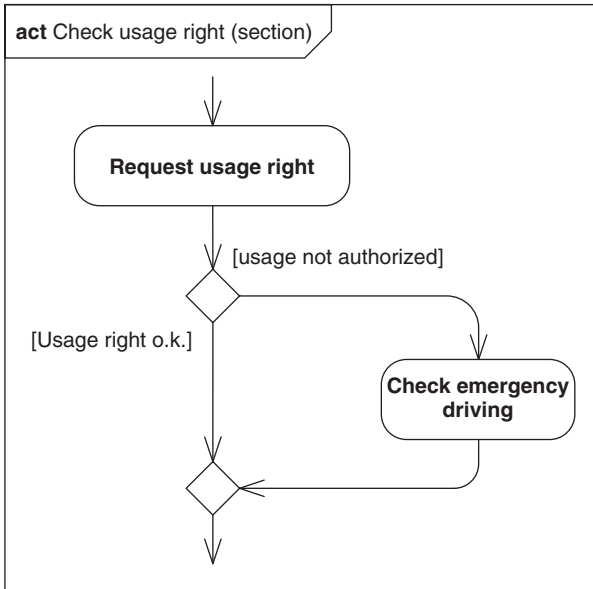 act Check usage right (section)
Request usage right
[usage not authorized]
[Usage right o.k.]
Check emergency
driving